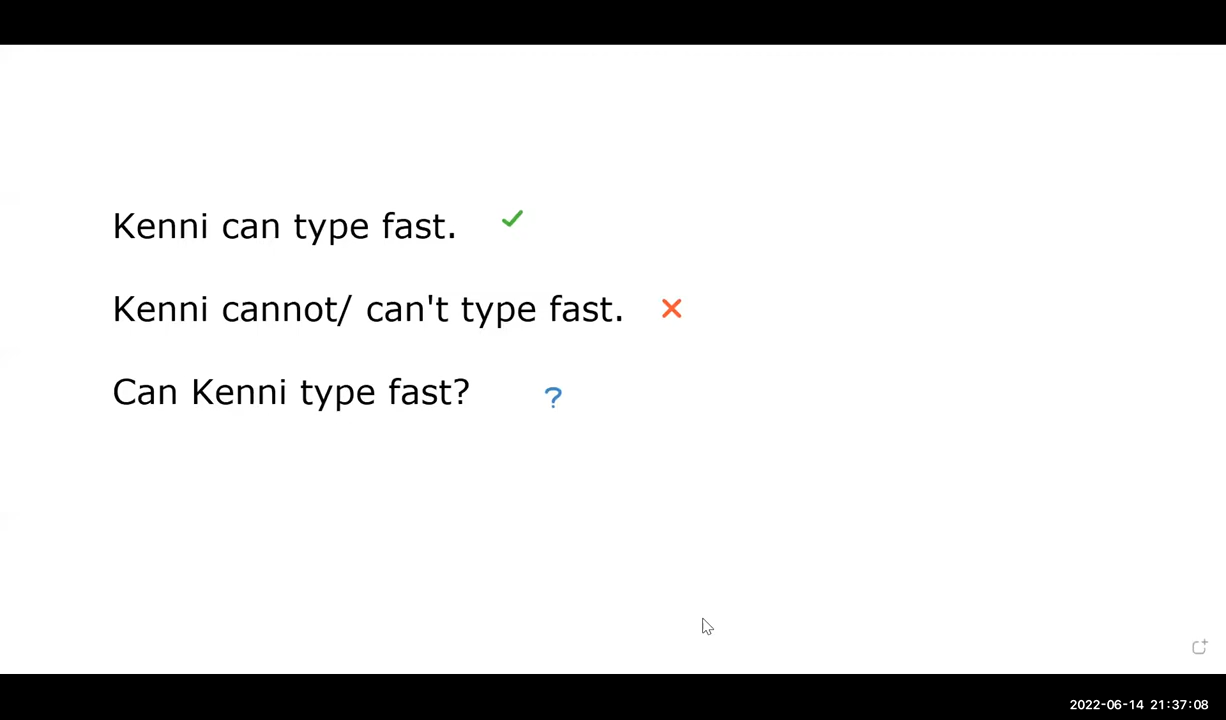 Kenni can type fast.
Kenni cannot/ can't type fast.
Can Kenni type fast?
?
2022-06-14 21:37:08